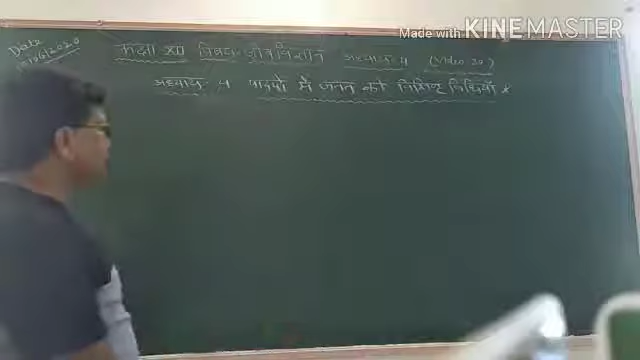 Made with KINEMASTER
Date
कक्षा XII विषय जीवविज्ञान अध्याय 4 (Video 20)
अध्याय :- 4 पादपो में जनन की विशिष्ट विधियाँ *